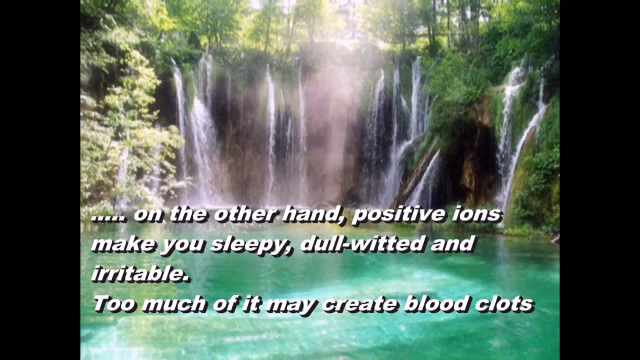 ..... on the other hand, positive ions
make you sleepy, dull-witted and
irritable.
Too much of it may create blood clots